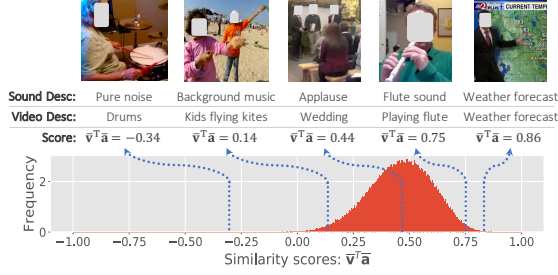 CURRENT TEMP
Sound Desc: Pure noise Background music Applause Flute sound Weather forecast
Video Desc: Drums Kids flying kites Wedding Playing flute Weather forecast
Score: v̄ᵀā = −0.34 v̄ᵀā = 0.14 v̄ᵀā = 0.44 v̄ᵀā = 0.75 v̄ᵀā = 0.86
Frequency
2
0
−1.00 −0.75 −0.50 −0.25 0.00 0.25 0.50 0.75 1.00
Similarity scores: v̄ᵀā